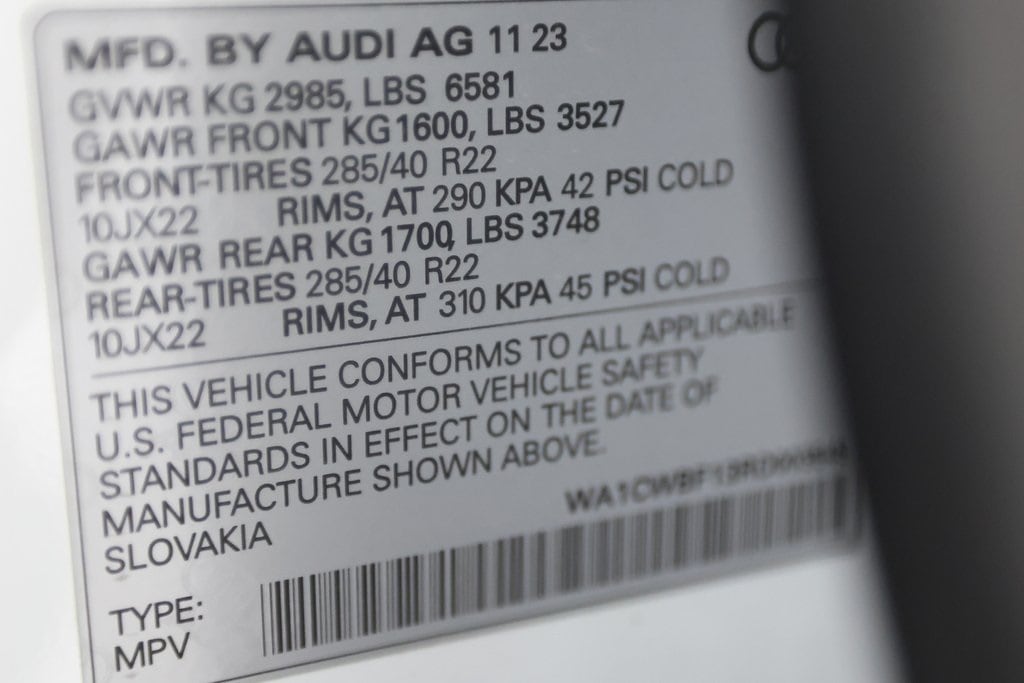 MFD. BY AUDI AG 11 23
GVWR KG 2985, LBS 6581
GAWR FRONT KG 1600, LBS 3527
FRONT-TIRES 285/40 R22
10JX22 RIMS, AT 290 KPA 42 PSI COLD
GAWR REAR KG 1700, LBS 3748
REAR-TIRES 285/40 R22
10JX22 RIMS, AT 310 KPA 45 PSI COLD
THIS VEHICLE CONFORMS TO ALL APPLICABLE
U.S. FEDERAL MOTOR VEHICLE SAFETY
STANDARDS IN EFFECT ON THE DATE OF
MANUFACTURE SHOWN ABOVE.
SLOVAKIA
TYPE:
MPV